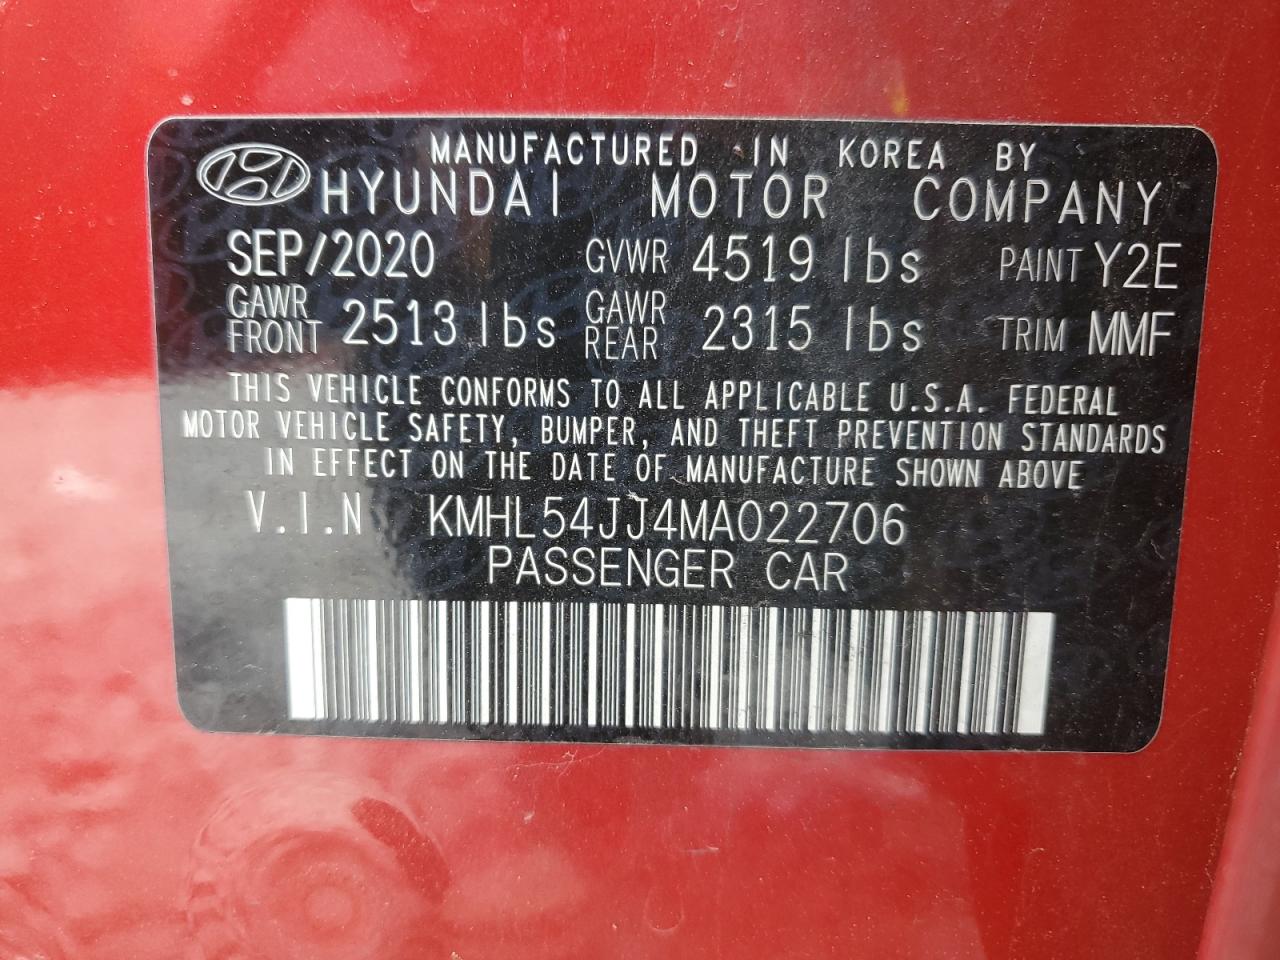 MANUFACTURED IN KOREA BY
HYUNDAI MOTOR COMPANY
SEP/2020 GVWR 4519 lbs PAINT Y2E
GAWR FRONT 2513 lbs GAWR REAR 2315 lbs TRIM MMF
THIS VEHICLE CONFORMS TO ALL APPLICABLE U.S.A. FEDERAL
MOTOR VEHICLE SAFETY, BUMPER, AND THEFT PREVENTION STANDARDS
IN EFFECT ON THE DATE OF MANUFACTURE SHOWN ABOVE
V.I.N KMHL54JJ4MA022706
PASSENGER CAR